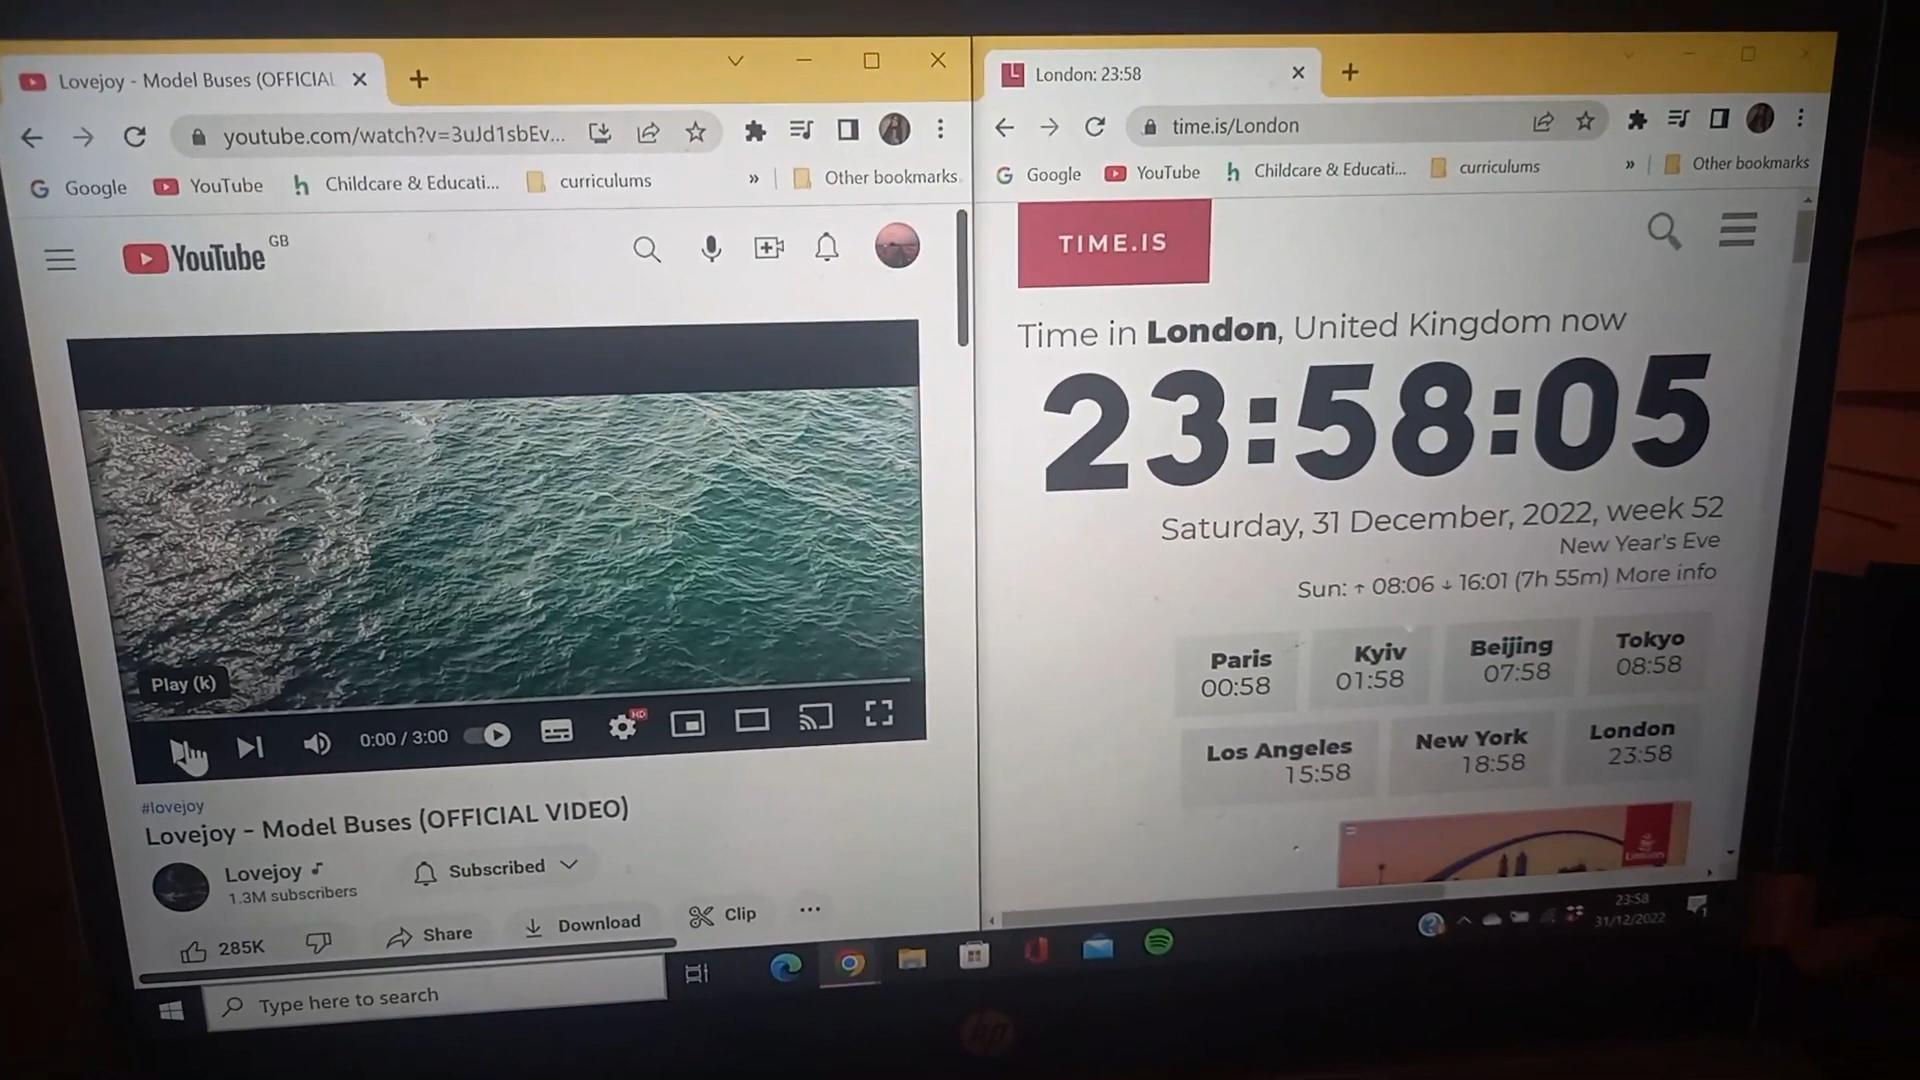 Lovejoy - Model Buses (OFFICIAL
youtube.com/watch?v=3uJd1sbEv...
Google
YouTube
Childcare & Educati...
curriculums
»
Other bookmarks
YouTube GB
Play (k)
0:00 / 3:00
HD
#lovejoy
Lovejoy - Model Buses (OFFICIAL VIDEO)
Lovejoy
1.3M subscribers
Subscribed
285K
Share
Download
Clip
...
Type here to search
London: 23:58
time.is/London
Google
YouTube
Childcare & Educati...
curriculums
»
Other bookmarks
TIME.IS
Time in London, United Kingdom now
23:58:05
Saturday, 31 December, 2022, week 52
New Year's Eve
Sun: ↑ 08:06 ↓ 16:01 (7h 55m) More info
Paris
00:58
Kyiv
01:58
Beijing
07:58
Tokyo
08:58
Los Angeles
15:58
New York
18:58
London
23:58
Emirates
23:58
31/12/2022
hp